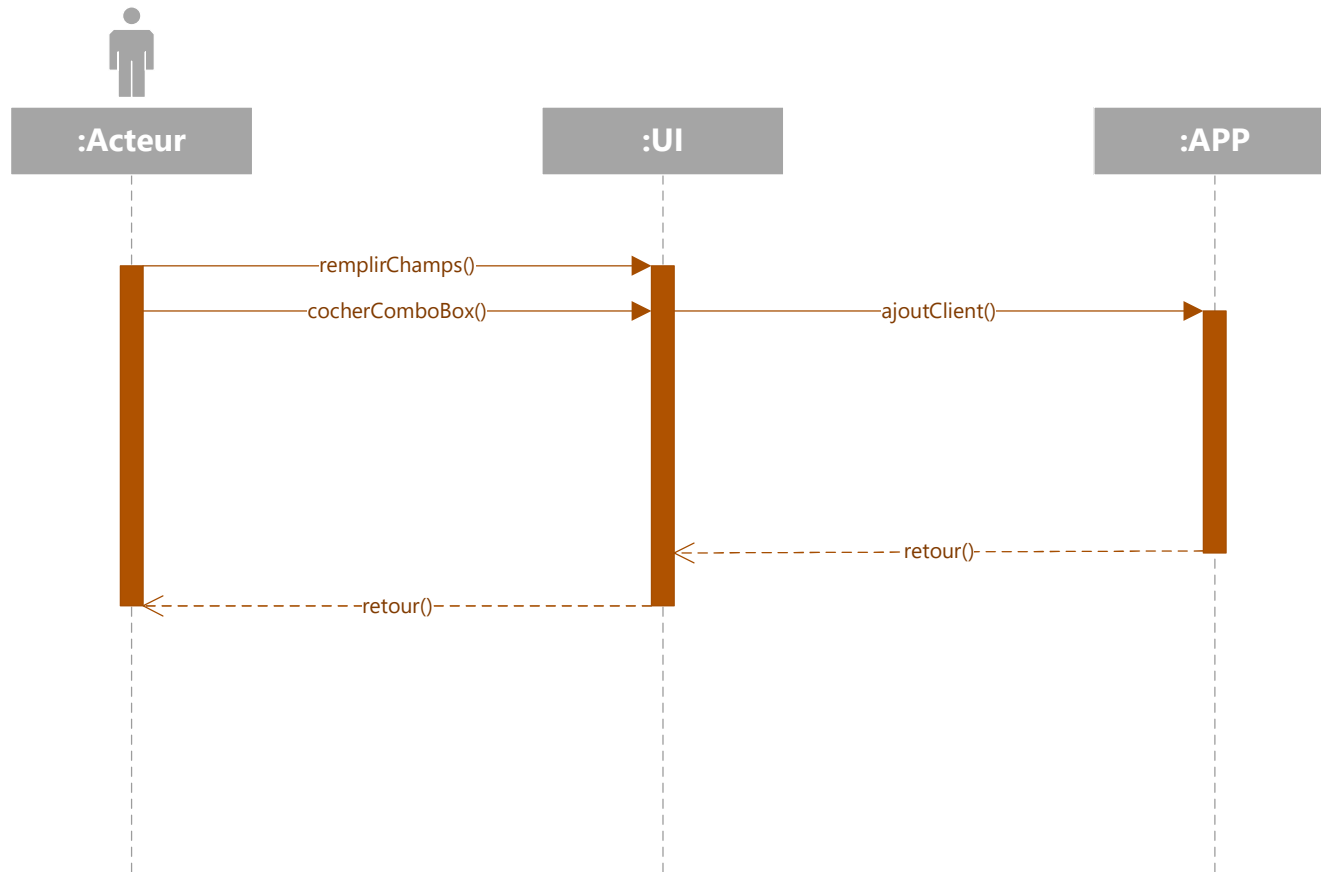 :Acteur
:UI
:APP
remplirChamps()
cocherComboBox()
ajoutClient()
retour()
retour()